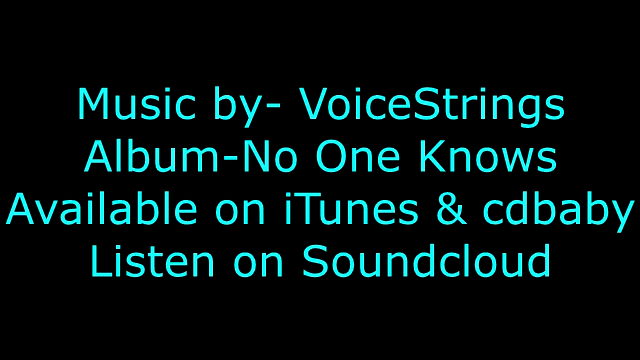 Music by- VoiceStrings
Album-No One Knows
Available on iTunes & cdbaby
Listen on Soundcloud